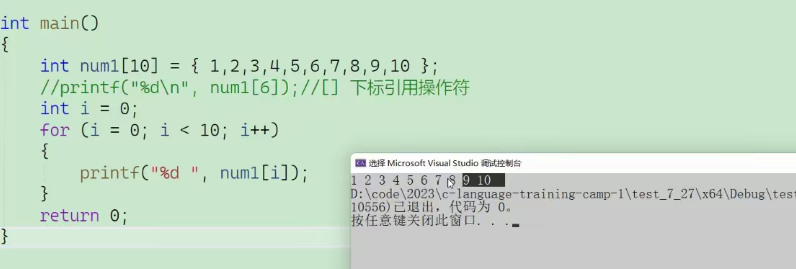 int main()
{
int num1[10] = { 1,2,3,4,5,6,7,8,9,10 };
//printf("%d\n", num1[6]);//[] 下标引用操作符
int i = 0;
for (i = 0; i < 10; i++)
{
printf("%d ", num1[i]);
}
return 0;
}
选择 Microsoft Visual Studio 调试控制台
1 2 3 4 5 6 7 8 9 10
D:\code\2023\c-language-training-camp-1\test_7_27\x64\Debug\test
10556)已退出，代码为 0。
按任意键关闭此窗口. . .